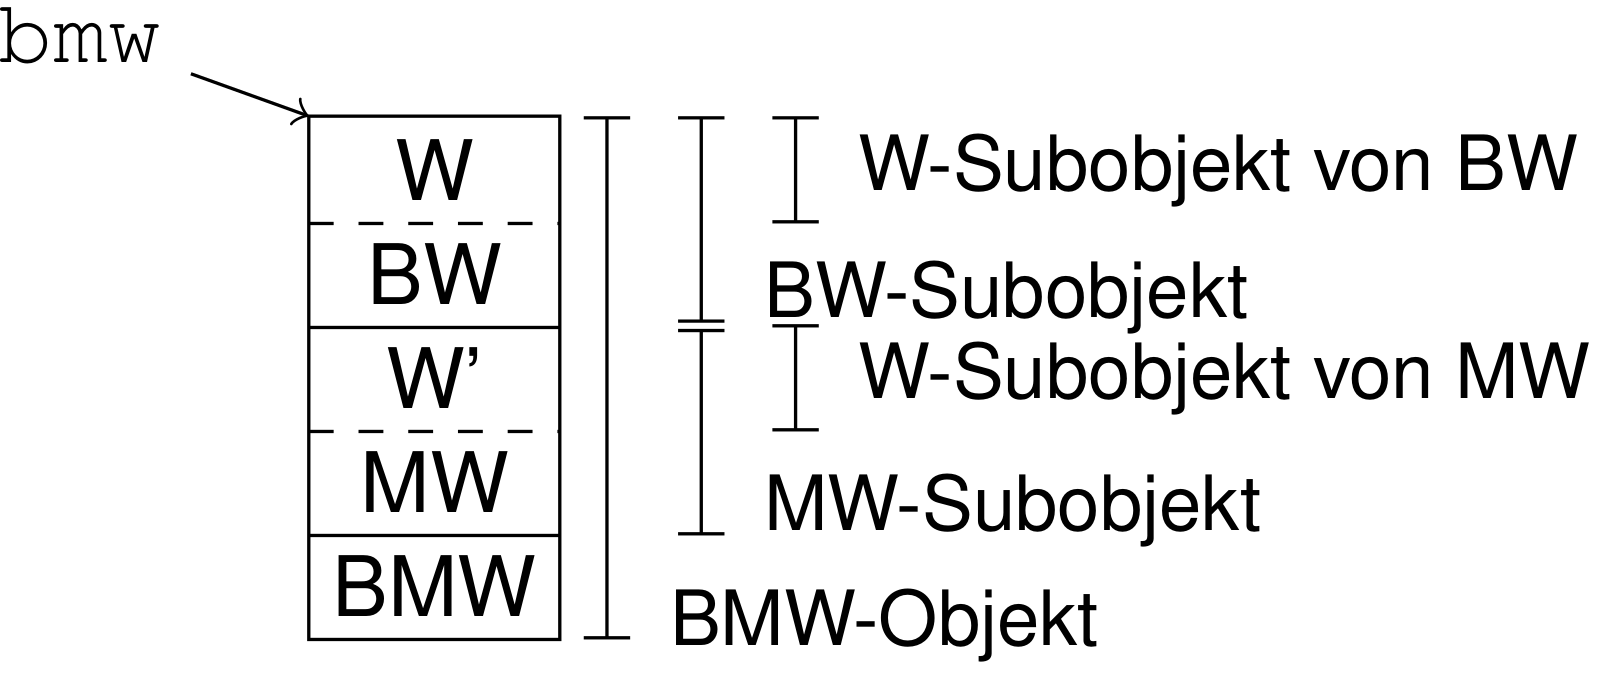 bmw
W
W-Subobjekt von BW
BW
BW-Subobjekt
W’
W-Subobjekt von MW
MW
MW-Subobjekt
BMW
BMW-Objekt